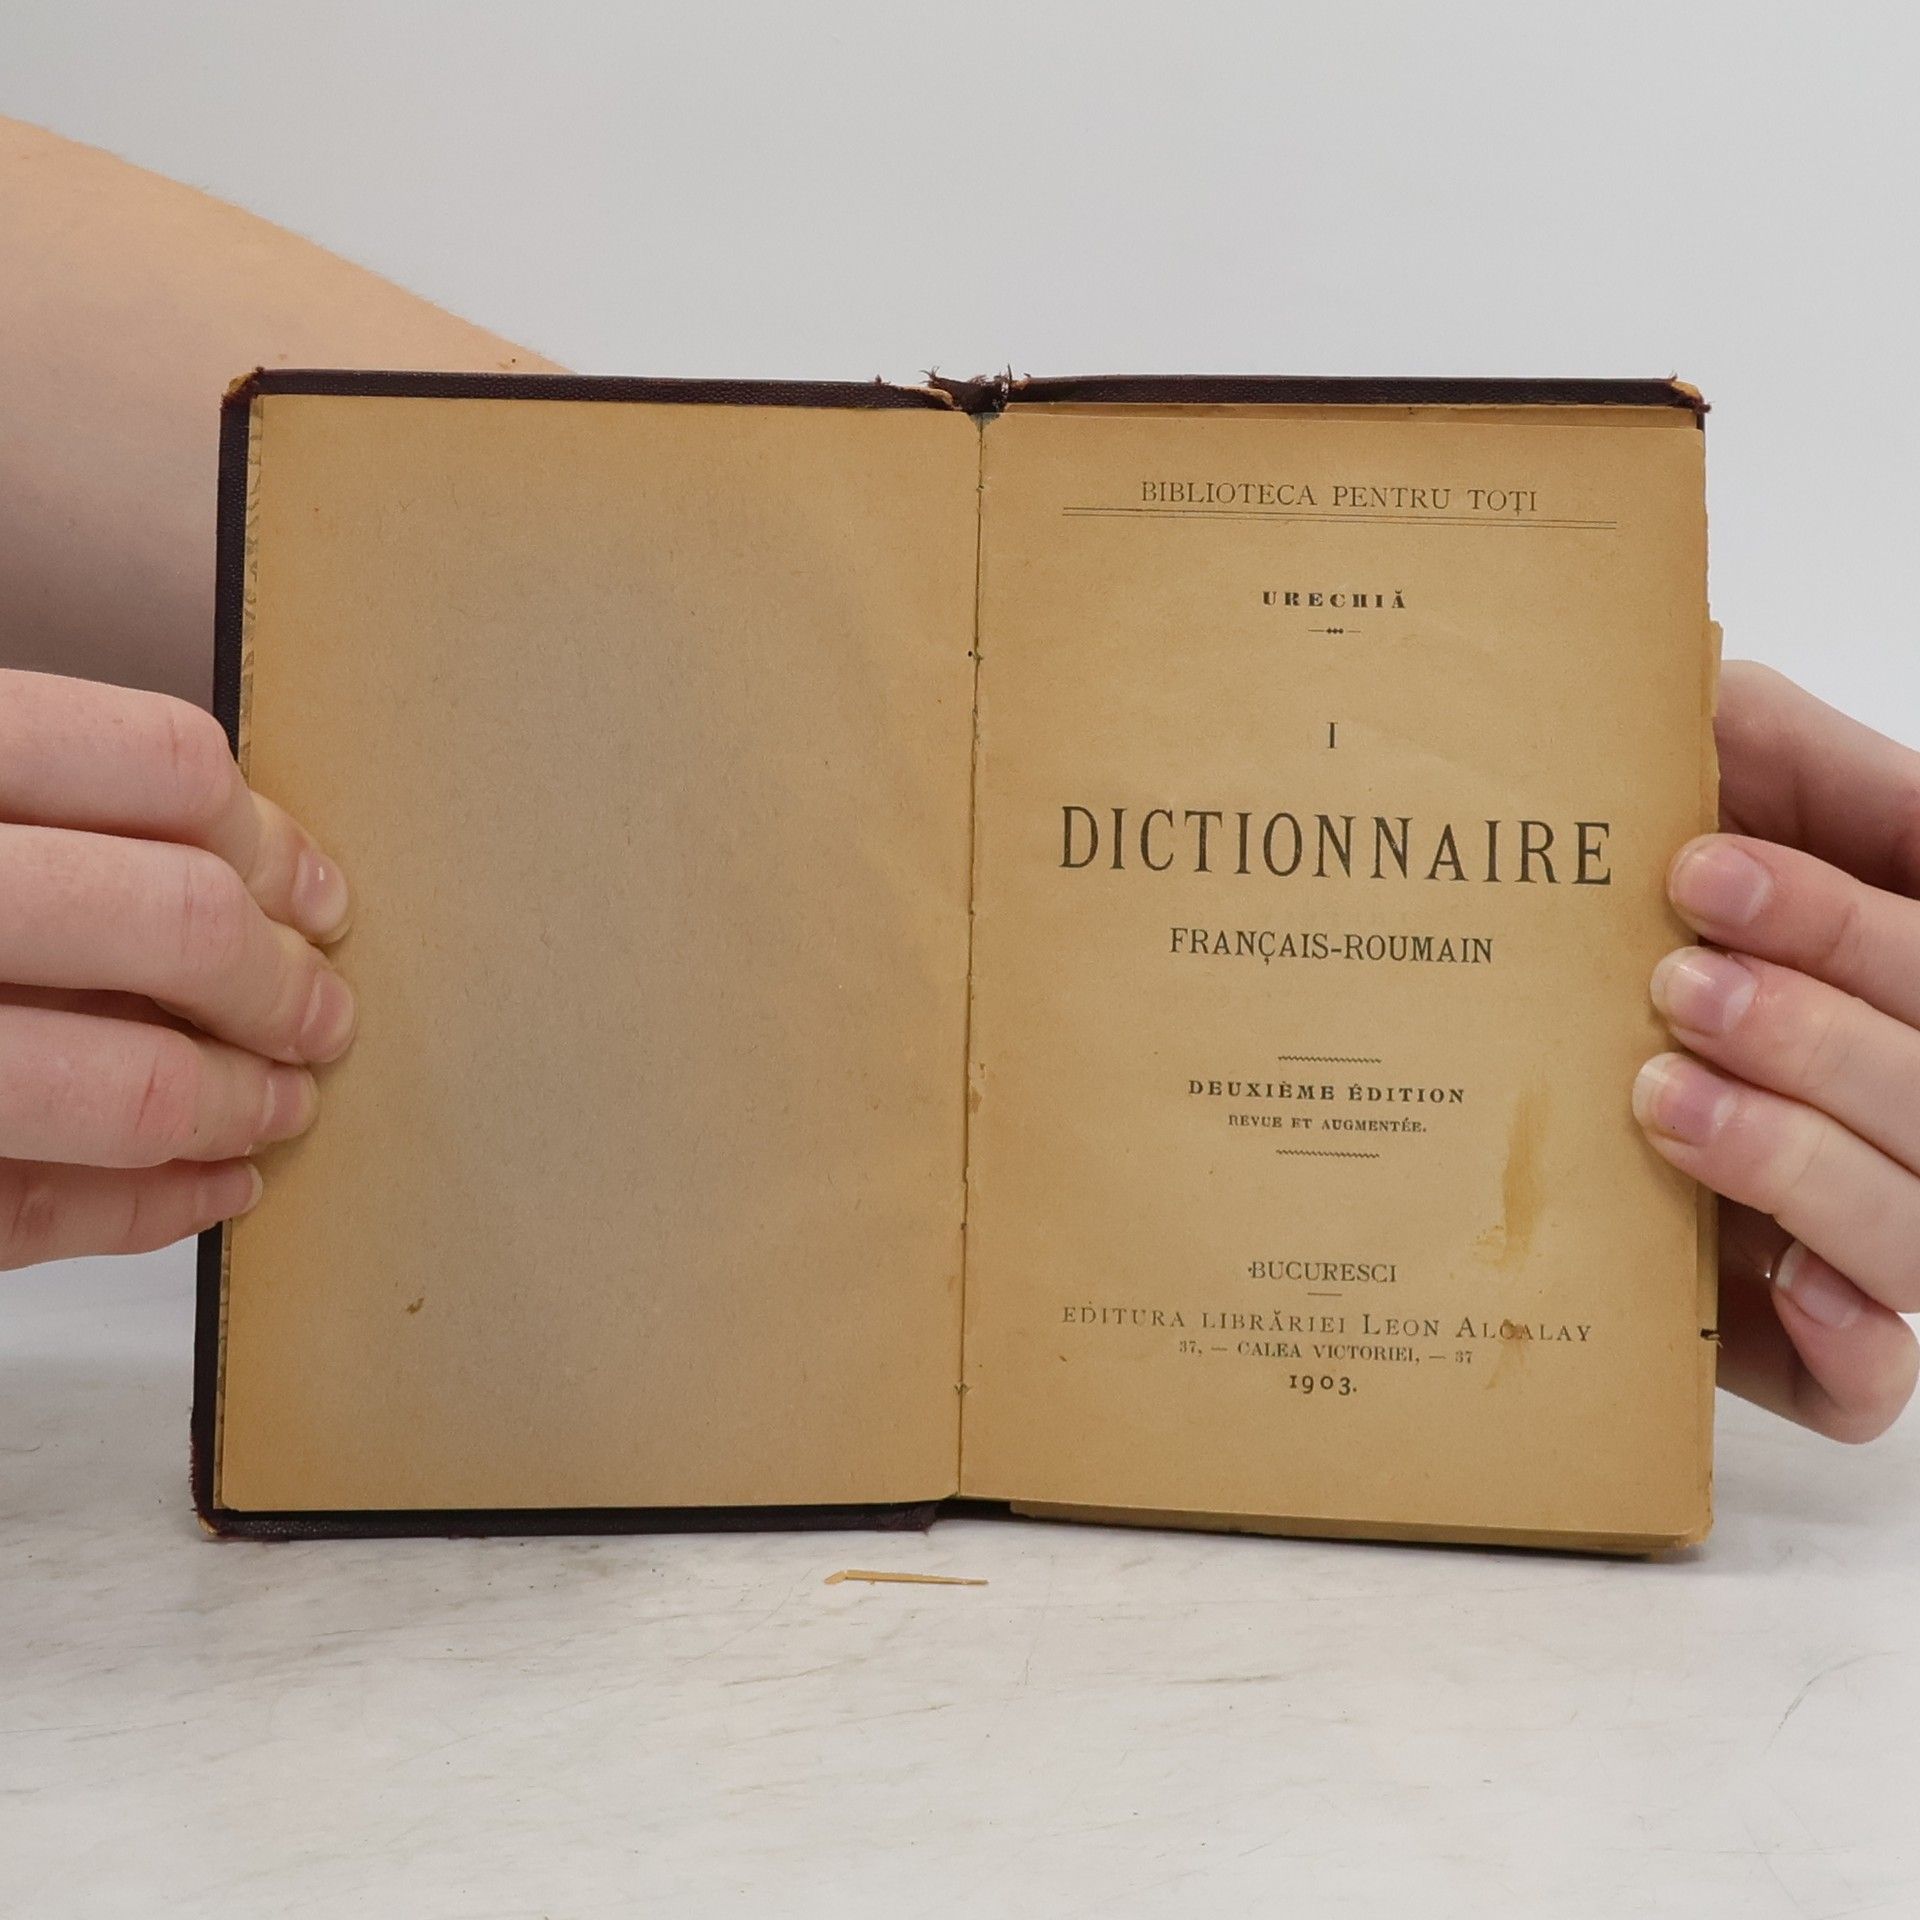 BIBLIOTECA PENTRU TOȚI
URECHIĂ
I
DICTIONNAIRE
FRANÇAIS-ROUMAIN
DEUXIÈME ÉDITION
REVUE ET AUGMENTÉE.
BUCURESCI
EDITURA LIBRĂRIEI LEON ALCALAY
37, — CALEA VICTORIEI, — 37
1903.